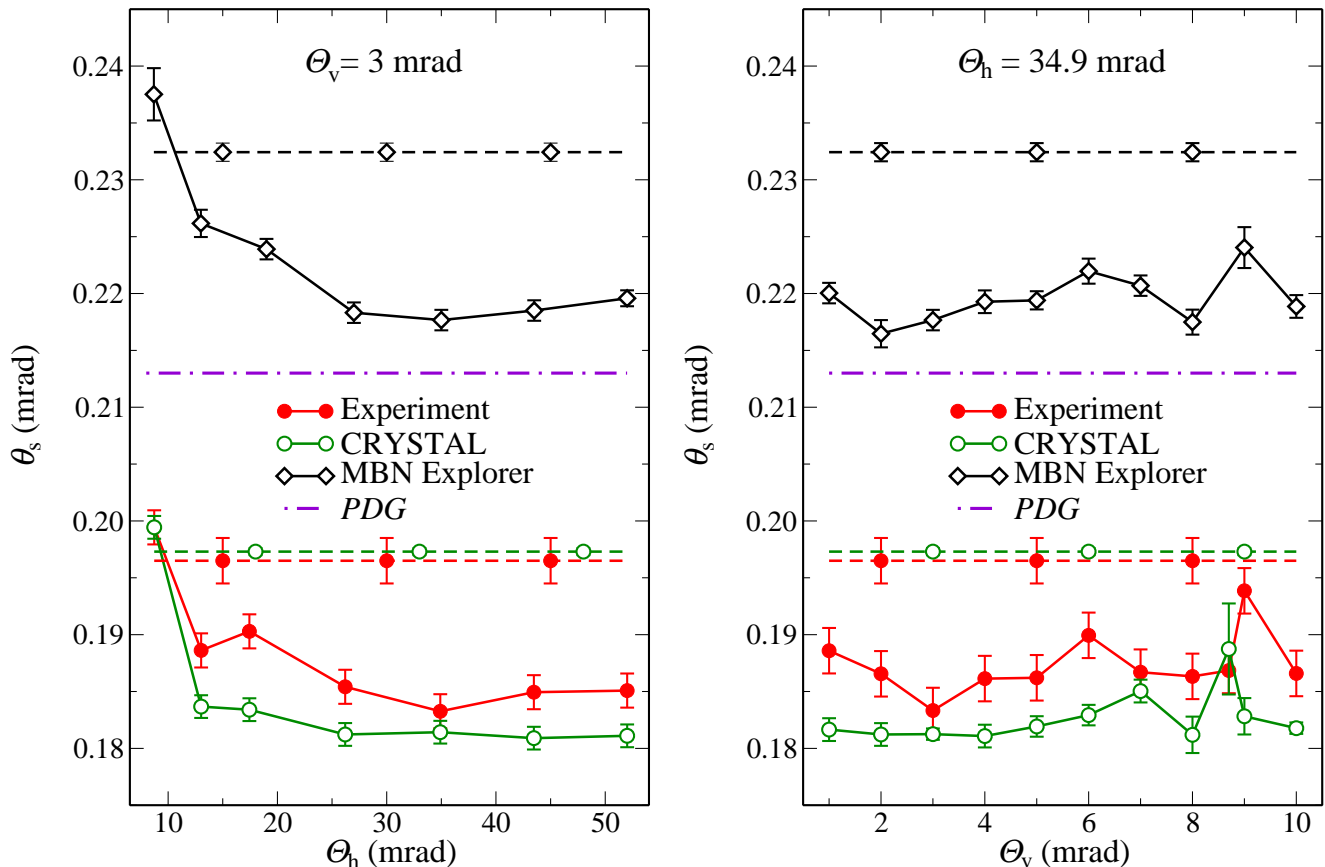 Θv= 3 mrad
0.24
0.23
0.22
0.21
0.20
0.19
0.18
θs (mrad)
Experiment
CRYSTAL
MBN Explorer
PDG
10 20 30 40 50
Θh (mrad)
Θh = 34.9 mrad
0.24
0.23
0.22
0.21
0.20
0.19
0.18
θs (mrad)
Experiment
CRYSTAL
MBN Explorer
PDG
2 4 6 8 10
Θv (mrad)